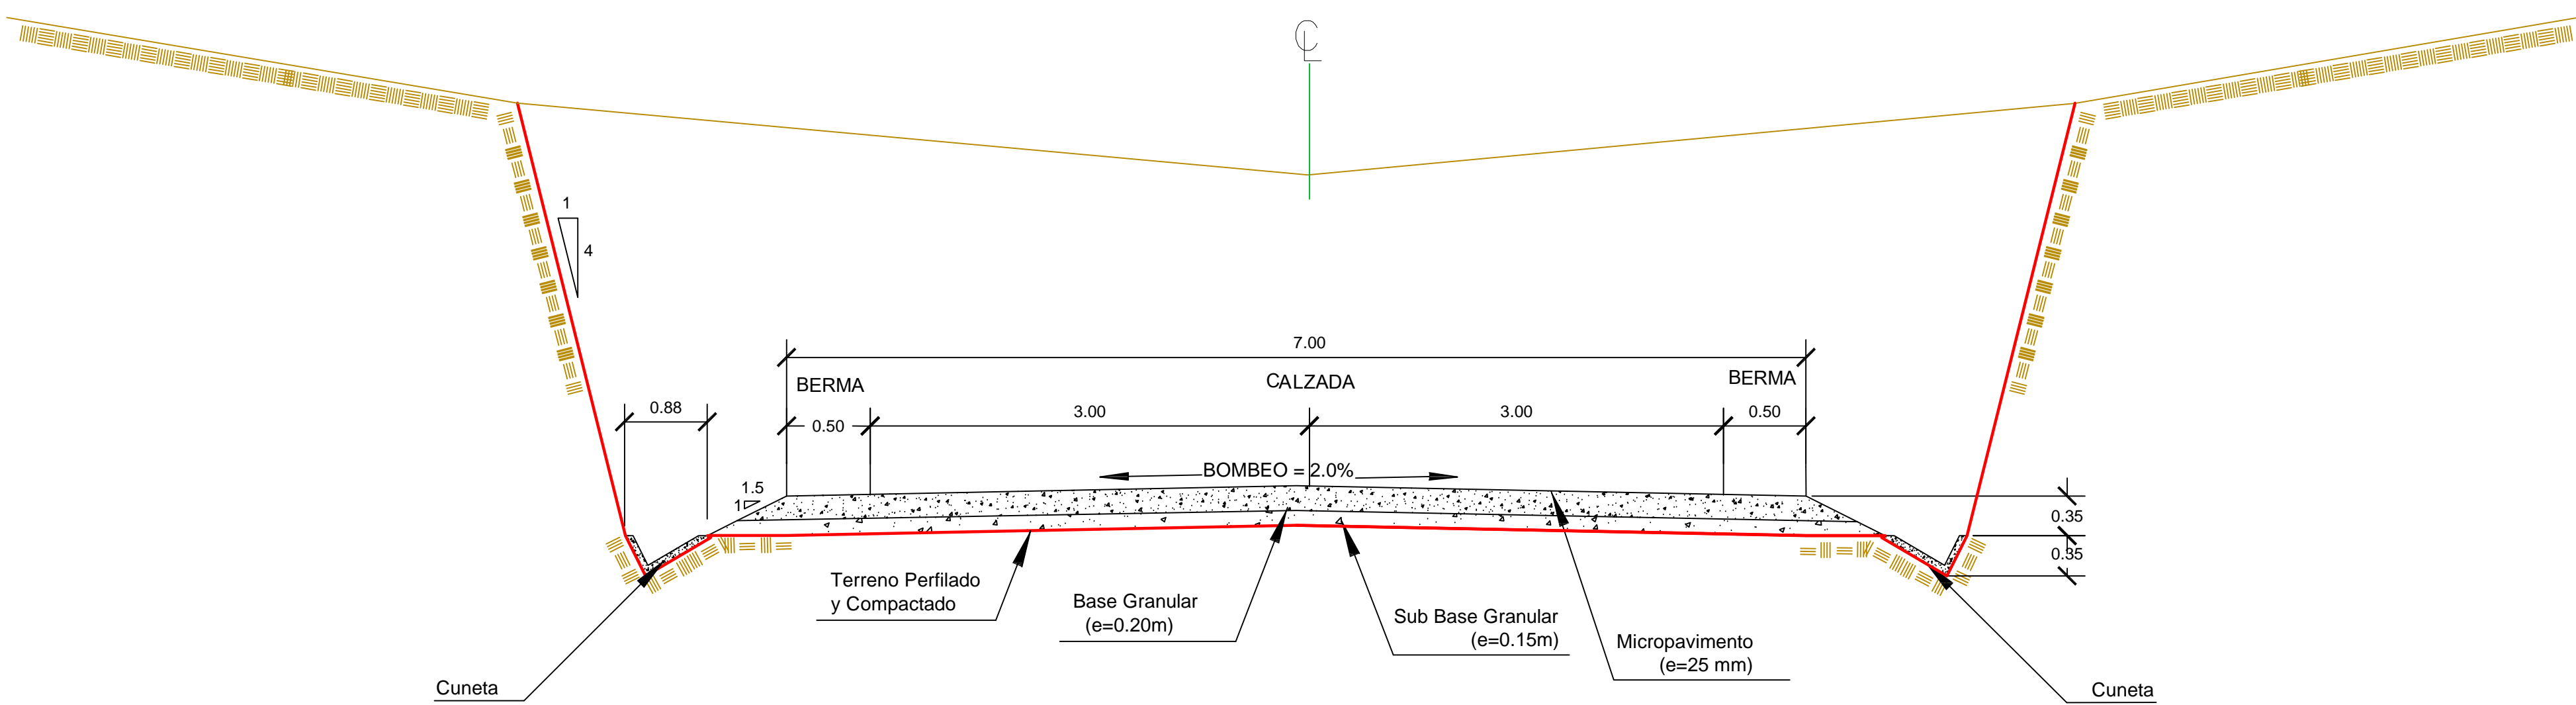 CL
1
4
7.00
BERMA
CALZADA
BERMA
0.88
0.50
3.00
3.00
0.50
BOMBEO = 2.0%
1.5
1
0.35
0.35
Terreno Perfilado
y Compactado
Base Granular
(e=0.20m)
Sub Base Granular
(e=0.15m)
Micropavimento
(e=25 mm)
Cuneta
Cuneta